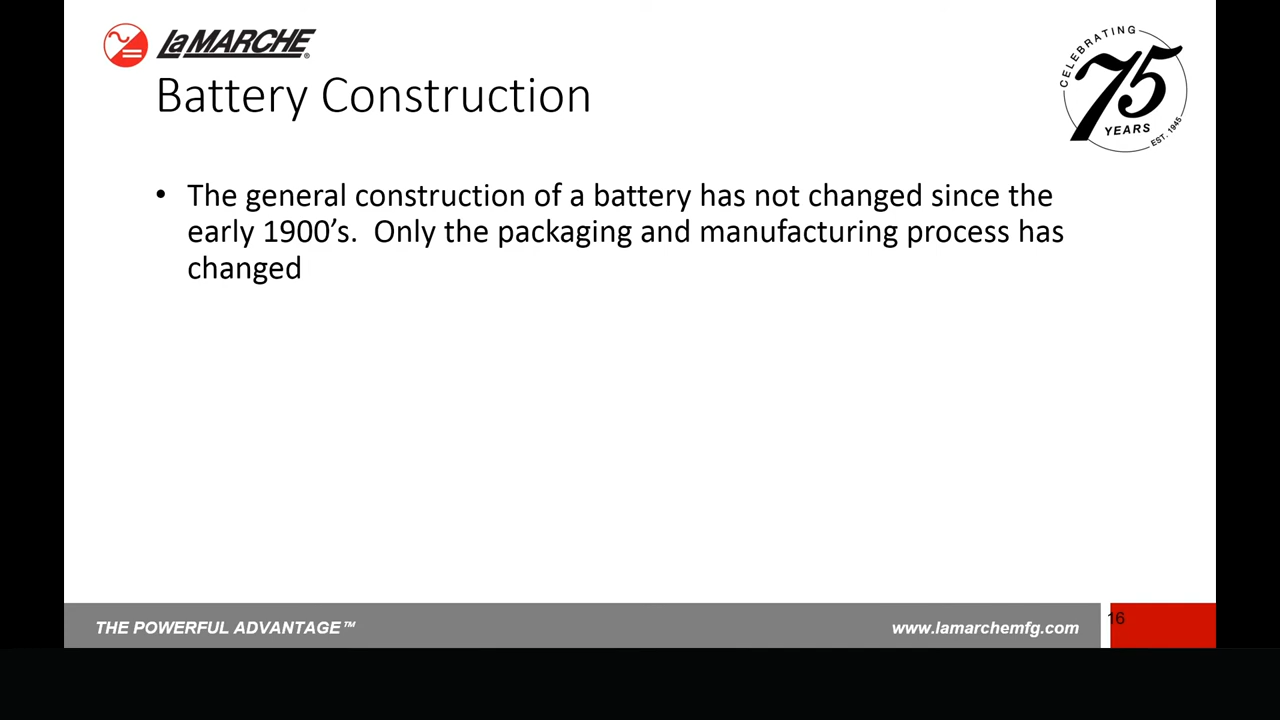 LaMARCHE®
CELEBRATING
75
YEARS
EST. 1945
Battery Construction
• The general construction of a battery has not changed since the
early 1900’s.  Only the packaging and manufacturing process has
changed
THE POWERFUL ADVANTAGE™
www.lamarchemfg.com
16